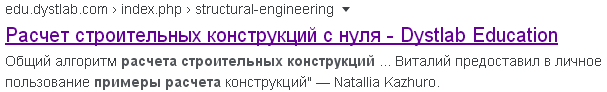 edu.dystlab.com › index.php › structural-engineering
Расчет строительных конструкций с нуля - Dystlab Education
Общий алгоритм расчета строительных конструкций ... Виталий предоставил в личное
пользование примеры расчета конструкций" — Natallia Kazhuro.